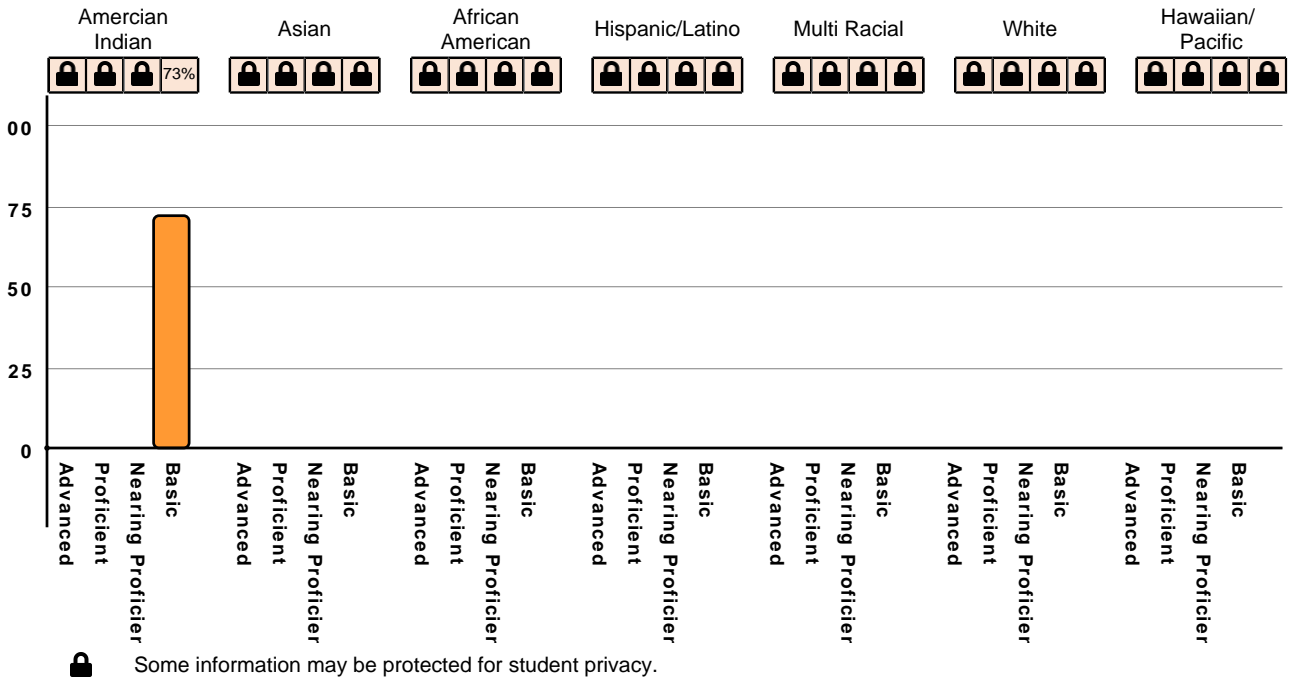 Amercian
Indian
Asian
African
American
Hispanic/Latino
Multi Racial
White
Hawaiian/
Pacific
73%
00
75
50
25
0
Advanced
Proficient
Nearing Proficier
Basic
Advanced
Proficient
Nearing Proficier
Basic
Advanced
Proficient
Nearing Proficier
Basic
Advanced
Proficient
Nearing Proficier
Basic
Advanced
Proficient
Nearing Proficier
Basic
Advanced
Proficient
Nearing Proficier
Basic
Advanced
Proficient
Nearing Proficier
Basic
Some information may be protected for student privacy.